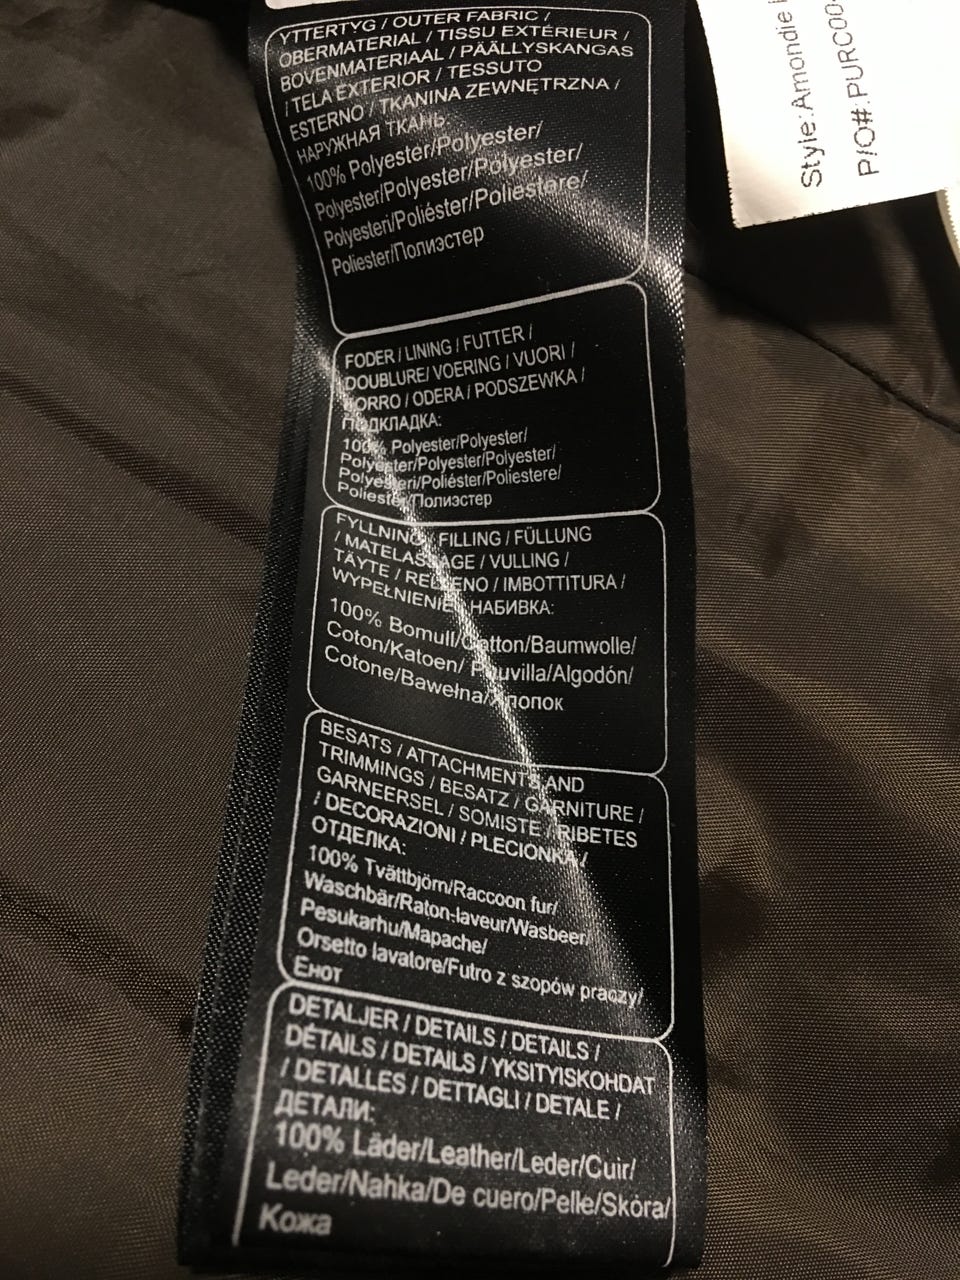 YTTERTYG / OUTER FABRIC /
OBERMATERIAL / TISSU EXTÉRIEUR /
BOVENMATERIAAL / PÄÄLLYSKANGAS
/ TELA EXTERIOR / TESSUTO
ESTERNO / TKANINA ZEWNĘTRZNA /
НАРУЖНАЯ ТКАНЬ:
100% Polyester/Polyester/
Polyester/Polyester/Polyester/
Polyesteri/Poliéster/Poliestere/
Poliester/Полиэстер
FODER / LINING / FUTTER /
DOUBLURE/ VOERING / VUORI /
FORRO / ODERA / PODSZEWKA /
ПОДКЛАДКА:
100% Polyester/Polyester/
Polyester/Polyester/Polyester/
Polyesteri/Poliéster/Poliestere/
Poliester/Полиэстер
FYLLNING / FILLING / FÜLLUNG
/ MATELASSAGE / VULLING /
TÄYTE / RELLENO / IMBOTTITURA /
WYPEŁNIENIE / НАБИВКА:
100% Bomull/Cotton/Baumwolle/
Coton/Katoen/ Puuvilla/Algodón/
Cotone/Bawełna/Хлопок
BESATS / ATTACHMENTS AND
TRIMMINGS / BESATZ / GARNITURE /
GARNEERSEL / SOMISTE / RIBETES
/ DECORAZIONI / PLECIONKA /
ОТДЕЛКА:
100% Tvättbjörn/Raccoon fur/
Waschbär/Raton-laveur/Wasbeer/
Pesukarhu/Mapache/
Orsetto lavatore/Futro z szopów praczy/
Енот
DETALJER / DETAILS / DETAILS /
DÉTAILS / DETAILS / YKSITYISKOHDAT
/ DETALLES / DETTAGLI / DETALE /
ДЕТАЛИ:
100% Läder/Leather/Leder/Cuir/
Leder/Nahka/De cuero/Pelle/Skóra/
Кожа
Style:Amondie
P/O#:PURC00